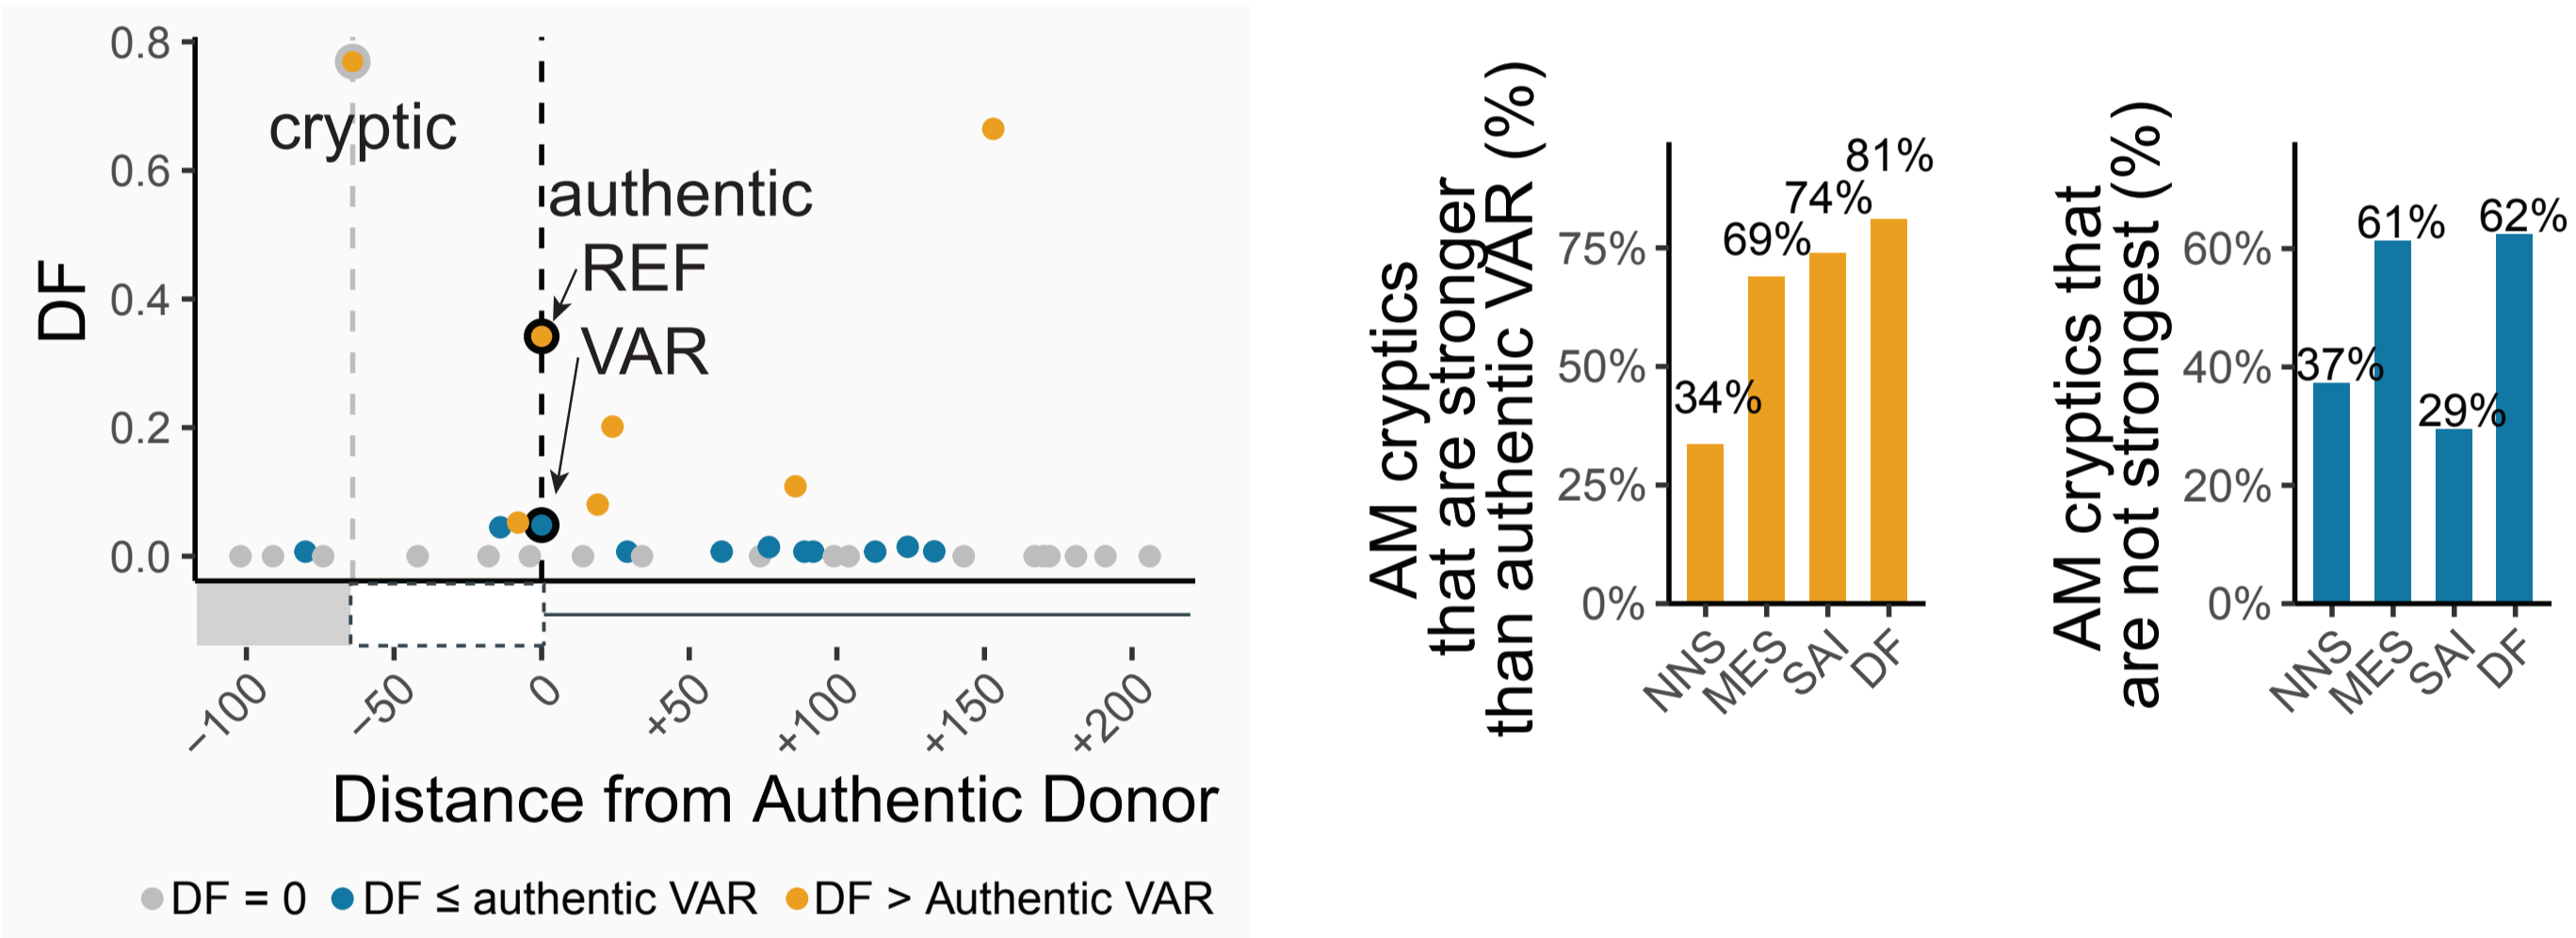 DF
0.8
0.6
0.4
0.2
0.0
cryptic
authentic
REF
VAR
−100
−50
0
+50
+100
+150
+200
Distance from Authentic Donor
DF = 0
DF ≤ authentic VAR
DF > Authentic VAR
AM cryptics
that are stronger
than authentic VAR (%)
75%
50%
25%
0%
34%
69%
74%
81%
NNS
MES
SAI
DF
AM cryptics that
are not strongest (%)
60%
40%
20%
0%
37%
61%
29%
62%
NNS
MES
SAI
DF